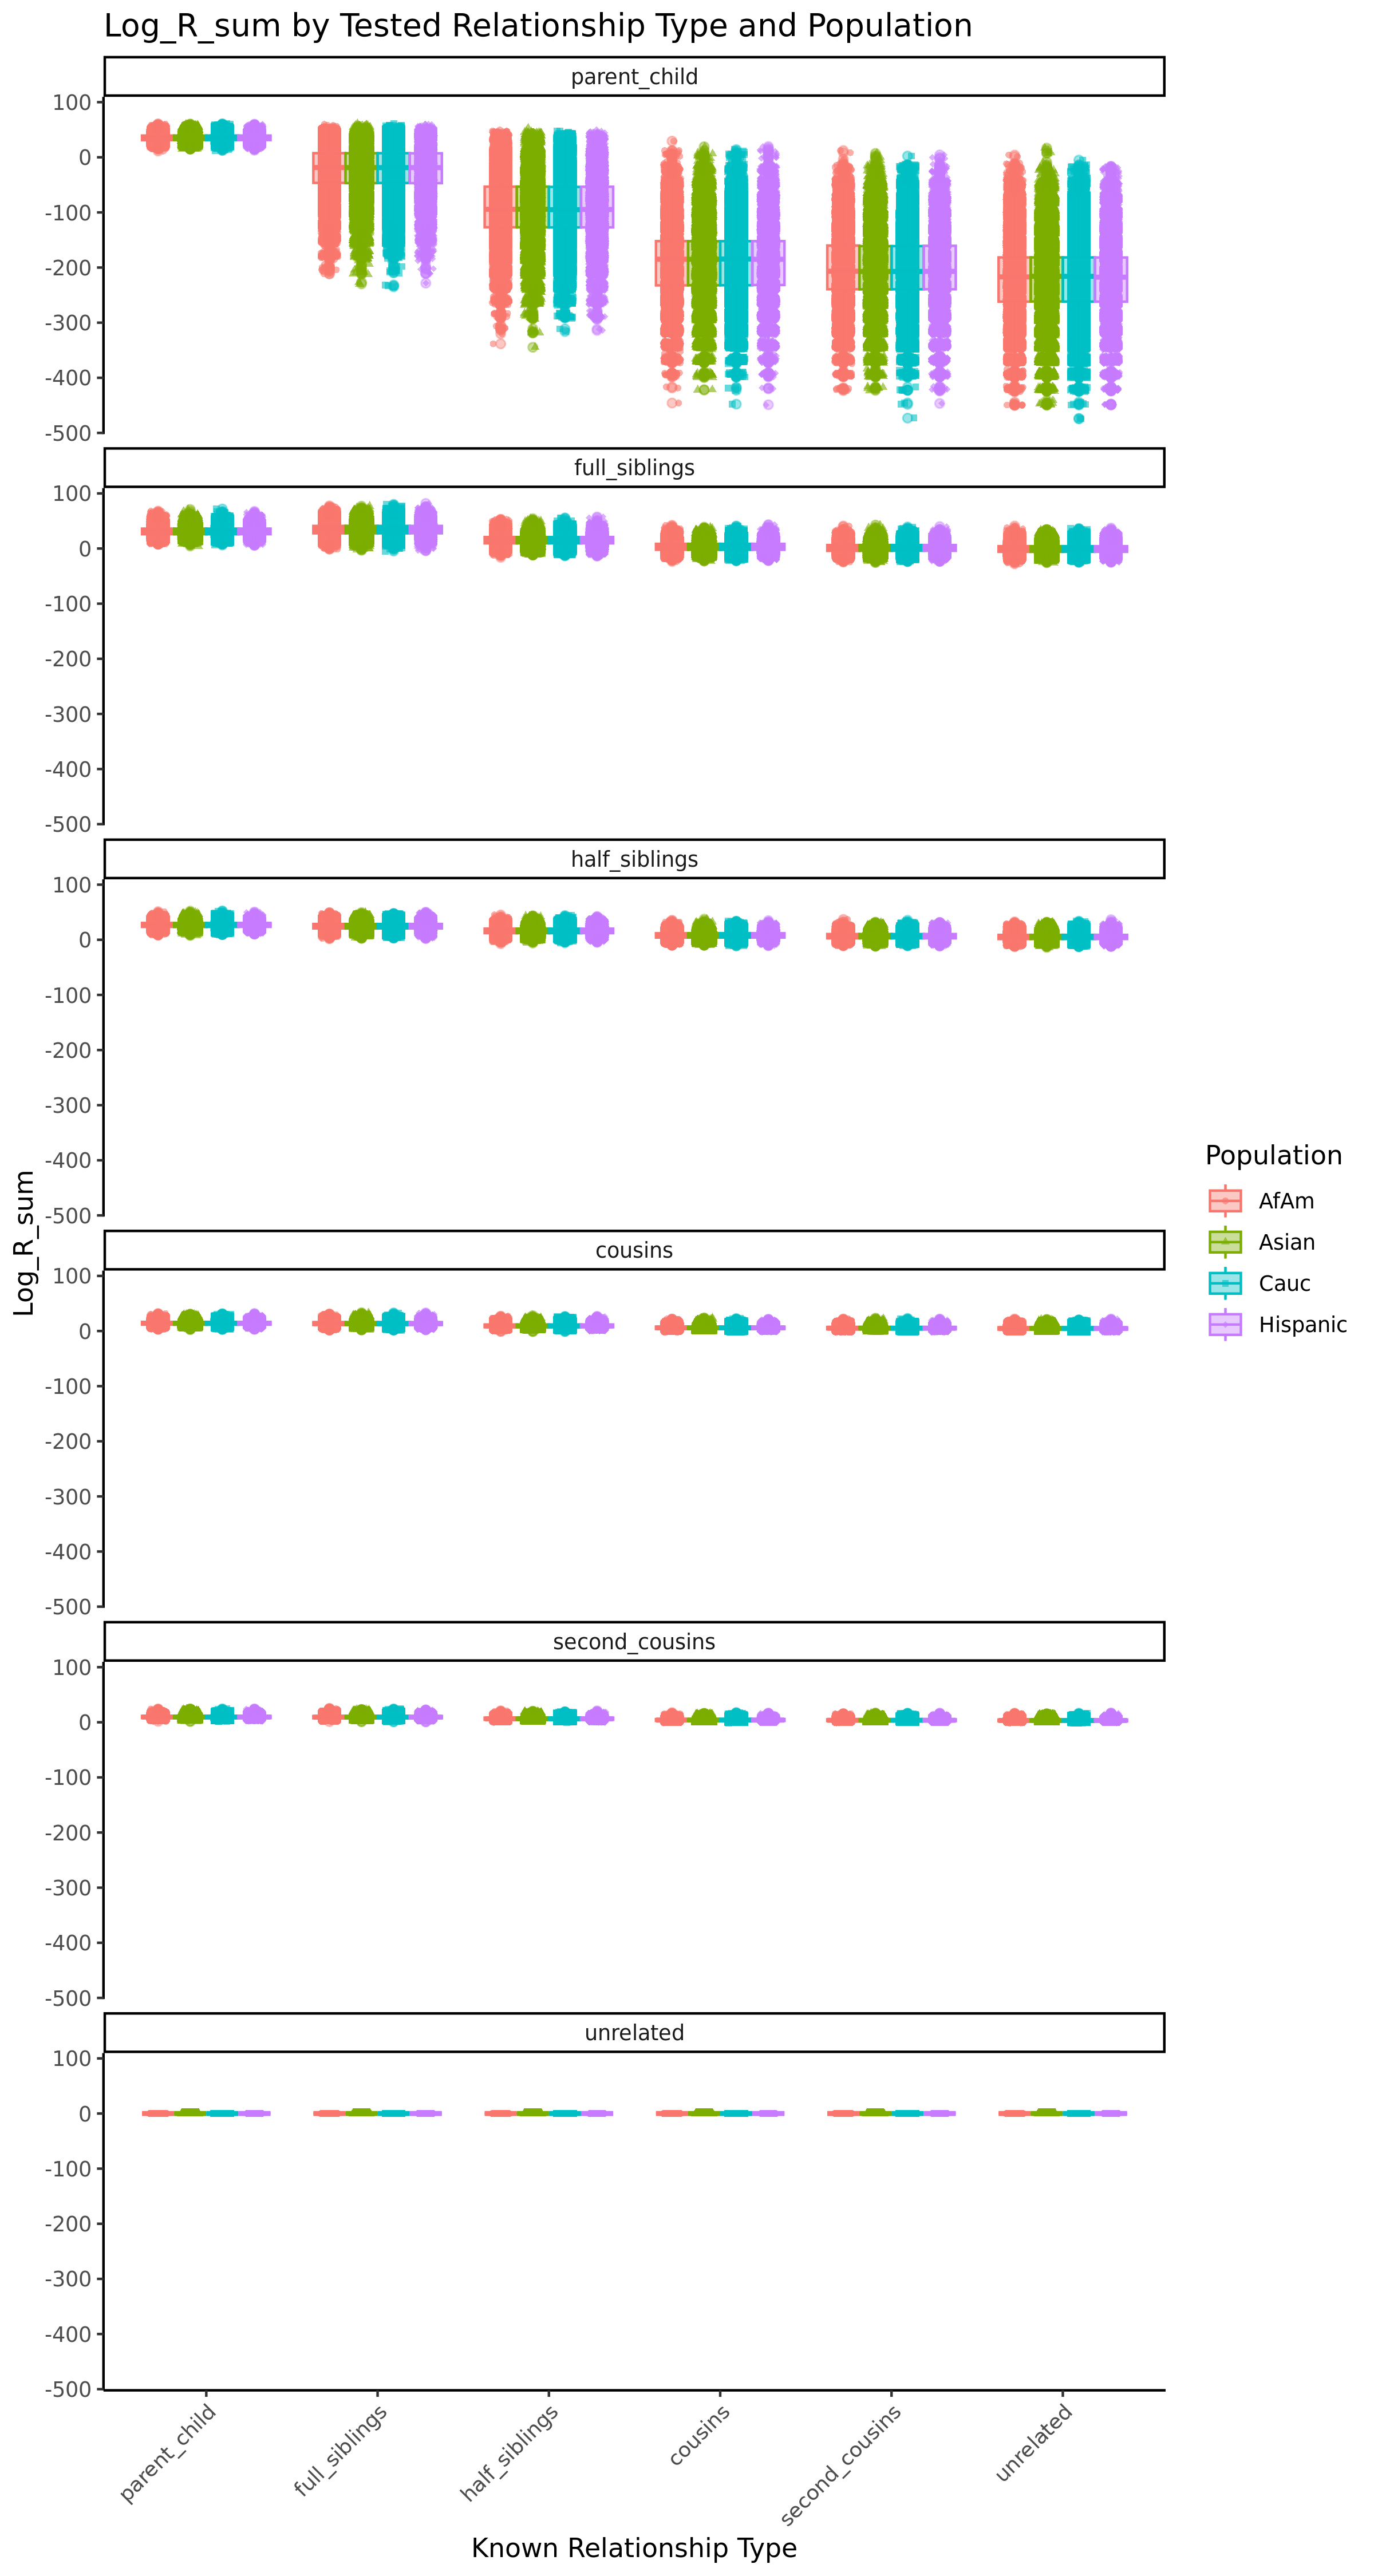 Log_R_sum by Tested Relationship Type and Population
parent_child
100
0
-100
-200
-300
-400
-500
full_siblings
100
0
-100
-200
-300
-400
-500
half_siblings
100
0
-100
-200
-300
-400
-500
cousins
100
0
-100
-200
-300
-400
-500
second_cousins
100
0
-100
-200
-300
-400
-500
unrelated
100
0
-100
-200
-300
-400
-500
parent_child
full_siblings
half_siblings
cousins
second_cousins
unrelated
Known Relationship Type
Log_R_sum
Population
AfAm
Asian
Cauc
Hispanic